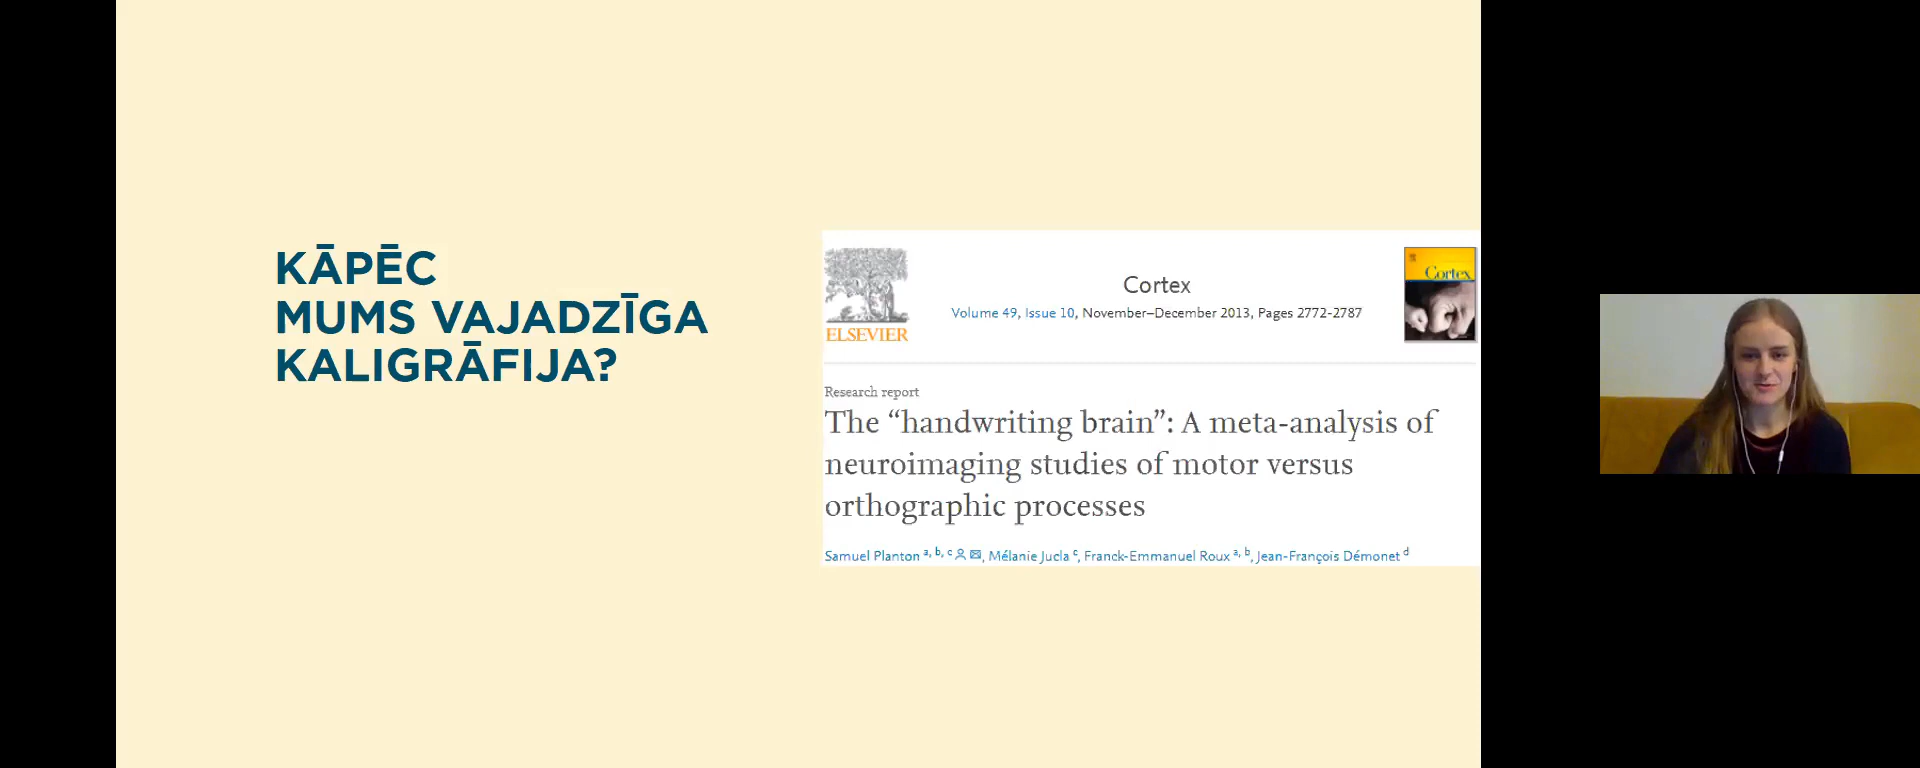 KĀPĒC
MUMS VAJADZĪGA
KALIGRĀFIJA?
ELSEVIER
Cortex
Volume 49, Issue 10, November–December 2013, Pages 2772-2787
Cortex
Research report
The “handwriting brain”: A meta-analysis of
neuroimaging studies of motor versus
orthographic processes
Samuel Planton a, b, c, Mélanie Jucla c, Franck-Emmanuel Roux a, b, Jean-François Démonet d